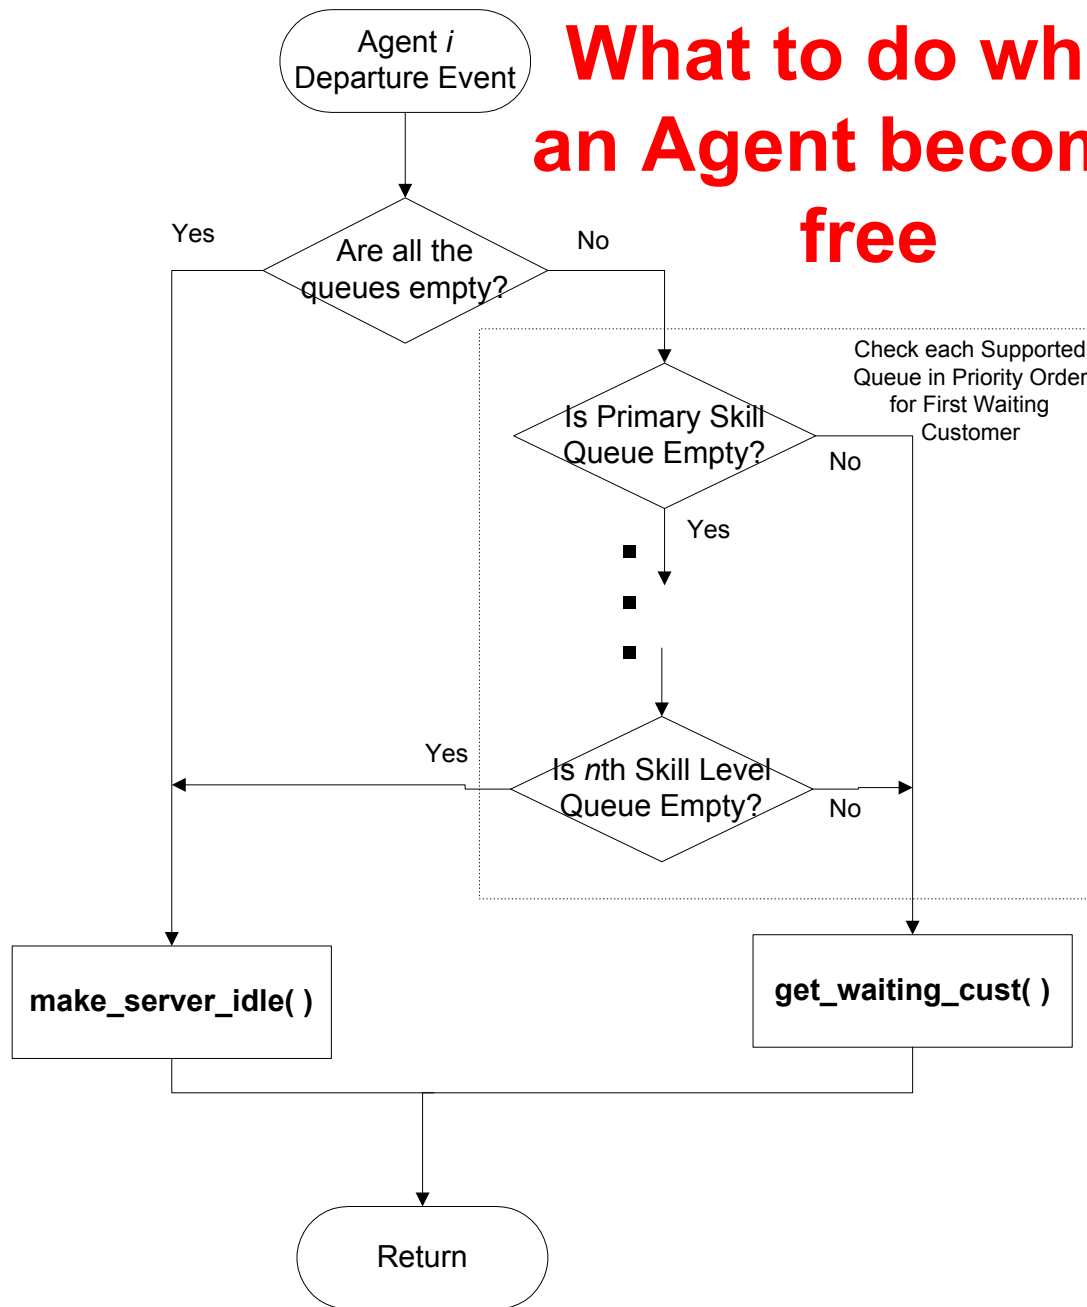 Agent i
Departure Event
What to do wh
an Agent becom
free
Yes
Are all the
queues empty?
No
Check each Supported
Queue in Priority Order
for First Waiting
Customer
Is Primary Skill
Queue Empty?
No
Yes
Yes
Is nth Skill Level
Queue Empty?
No
make_server_idle( )
get_waiting_cust( )
Return